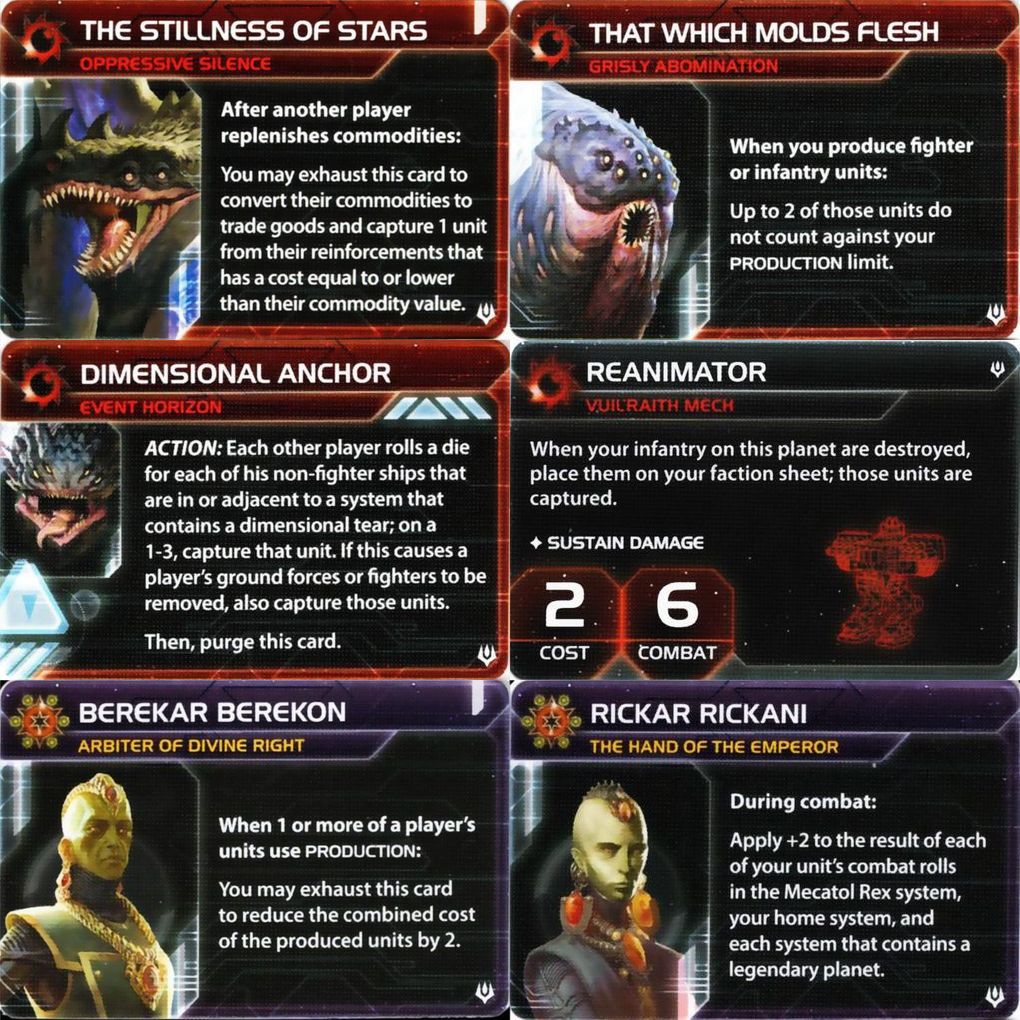 THE STILLNESS OF STARS
OPPRESSIVE SILENCE
After another player
replenishes commodities:
You may exhaust this card to
convert their commodities to
trade goods and capture 1 unit
from their reinforcements that
has a cost equal to or lower
than their commodity value.
THAT WHICH MOLDS FLESH
GRISLY ABOMINATION
When you produce fighter
or infantry units:
Up to 2 of those units do
not count against your
PRODUCTION limit.
DIMENSIONAL ANCHOR
EVENT HORIZON
ACTION: Each other player rolls a die
for each of his non-fighter ships that
are in or adjacent to a system that
contains a dimensional tear; on a
1-3, capture that unit. If this causes a
player's ground forces or fighters to be
removed, also capture those units.
Then, purge this card.
REANIMATOR
VUIL'RAITH MECH
When your infantry on this planet are destroyed,
place them on your faction sheet; those units are
captured.
✦ SUSTAIN DAMAGE
2 6
COST COMBAT
BEREKAR BEREKON
ARBITER OF DIVINE RIGHT
When 1 or more of a player's
units use PRODUCTION:
You may exhaust this card
to reduce the combined cost
of the produced units by 2.
RICKAR RICKANI
THE HAND OF THE EMPEROR
During combat:
Apply +2 to the result of each
of your unit's combat rolls
in the Mecatol Rex system,
your home system, and
each system that contains a
legendary planet.